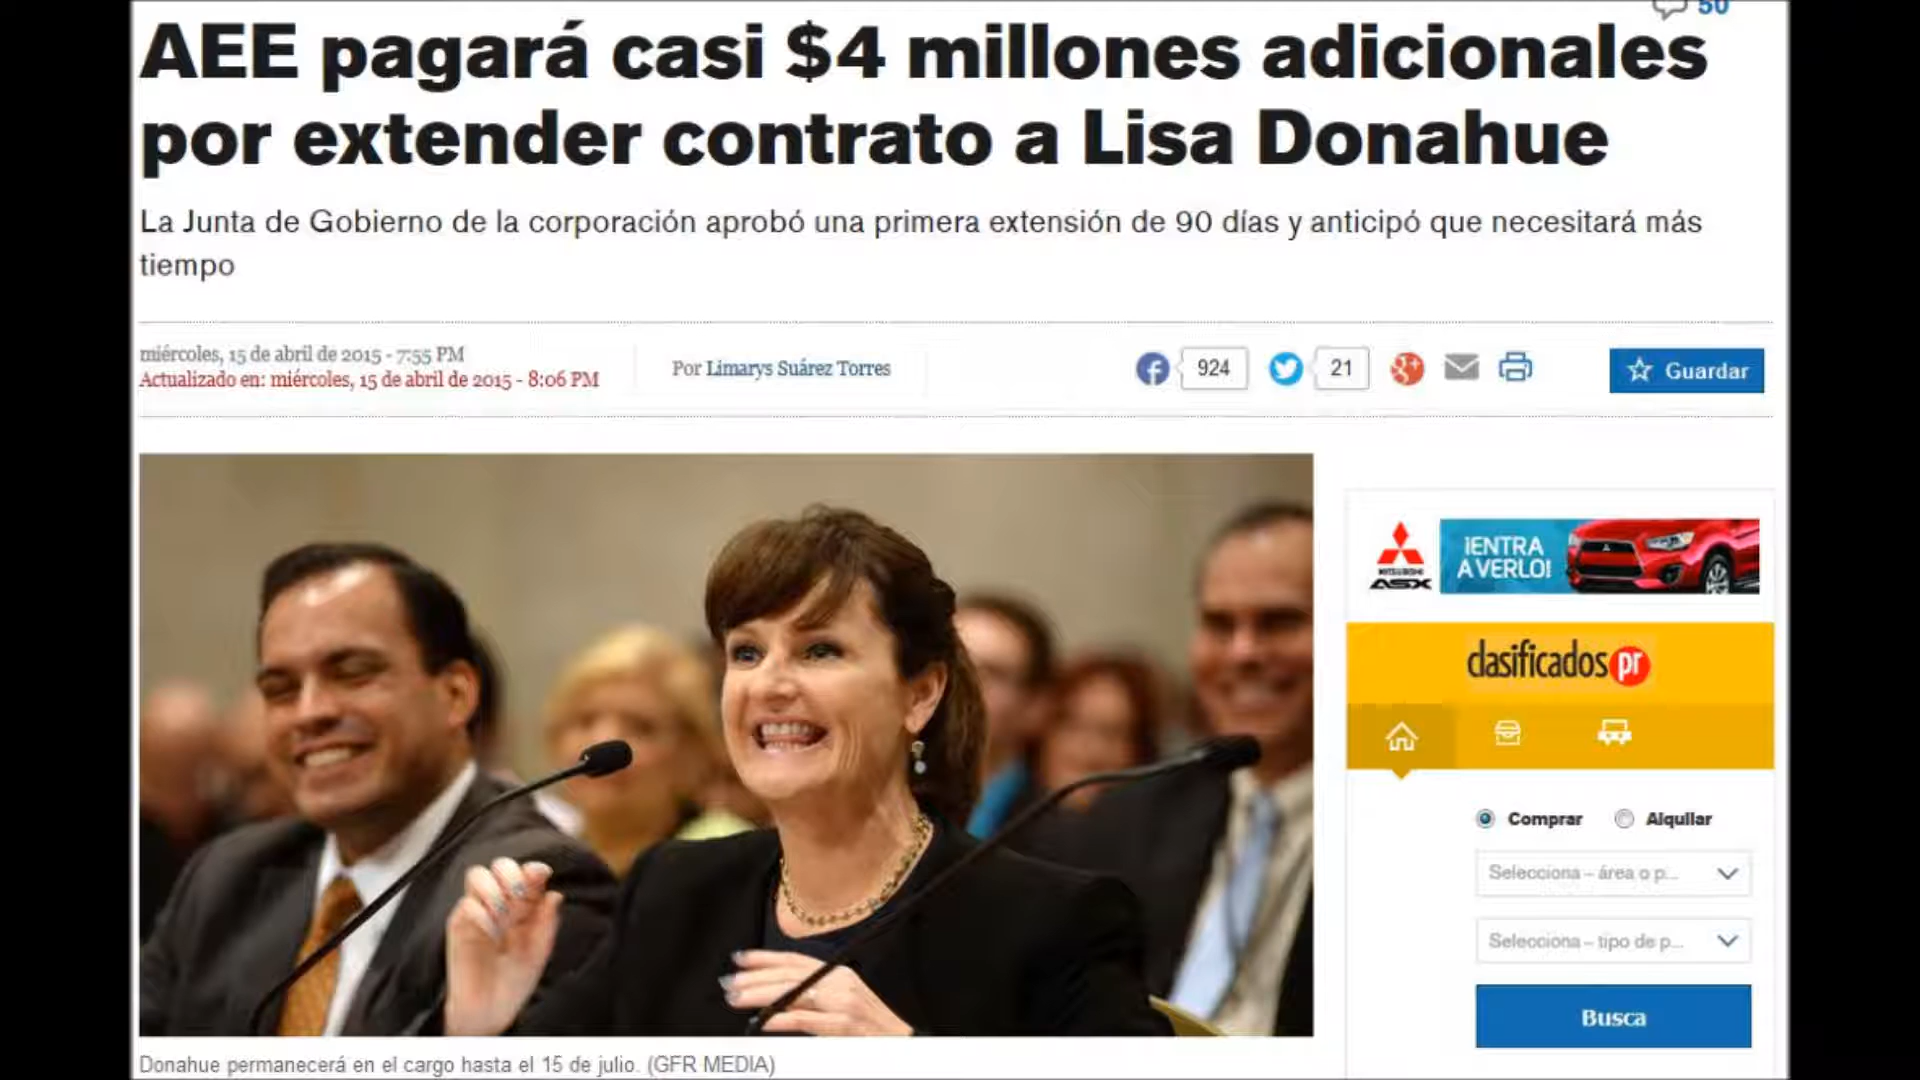 50
AEE pagará casi $4 millones adicionales
por extender contrato a Lisa Donahue
La Junta de Gobierno de la corporación aprobó una primera extensión de 90 días y anticipó que necesitará más
tiempo
miércoles, 15 de abril de 2015 - 7:55 PM
Actualizado en: miércoles, 15 de abril de 2015 - 8:06 PM
Por Limarys Suárez Torres
924
21
Guardar
MITSUBISHI
ASX
¡ENTRA
A VERLO!
clasificados pr
Comprar
Alquilar
Selecciona - área o p...
Selecciona - tipo de p...
Busca
Donahue permanecerá en el cargo hasta el 15 de julio. (GFR MEDIA)